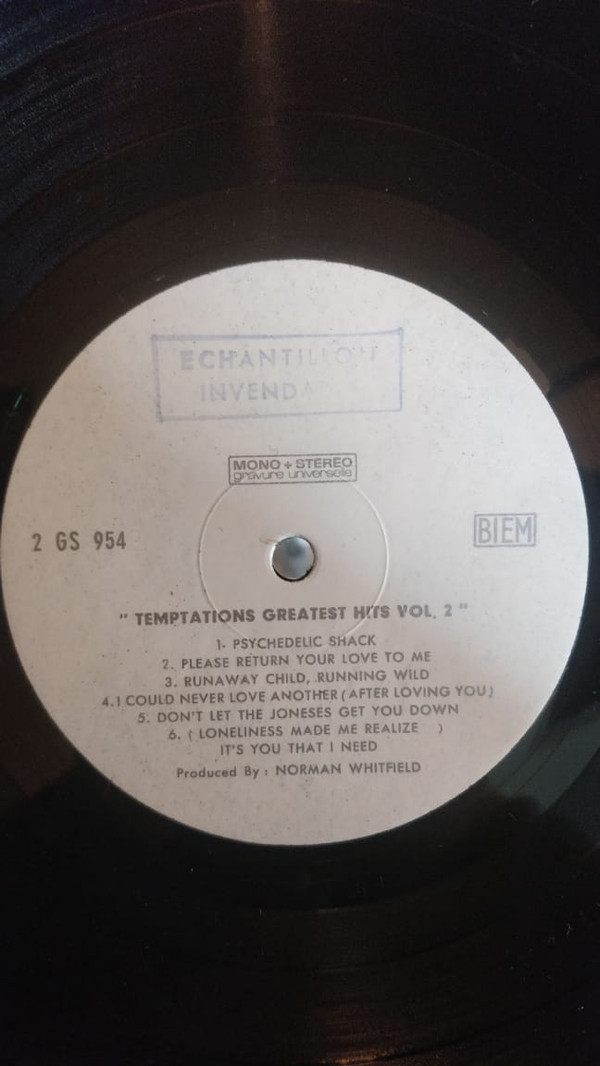 ECHANTILLON
INVENDA
MONO + STEREO
gravure universelle
2 GS 954
BIEM
" TEMPTATIONS GREATEST HITS VOL. 2 "
1- PSYCHEDELIC SHACK
2. PLEASE RETURN YOUR LOVE TO ME
3. RUNAWAY CHILD, RUNNING WILD
4. I COULD NEVER LOVE ANOTHER (AFTER LOVING YOU)
5. DON'T LET THE JONESES GET YOU DOWN
6. ( LONELINESS MADE ME REALIZE )
IT'S YOU THAT I NEED
Produced By : NORMAN WHITFIELD